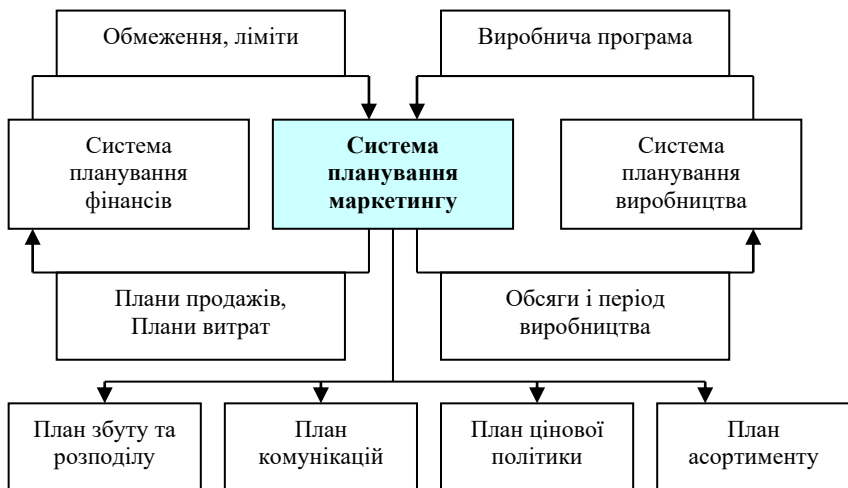 Обмеження, ліміти
Виробнича програма
Система
планування
фінансів
Система
планування
маркетингу
Система
планування
виробництва
Плани продажів,
Плани витрат
Обсяги і період
виробництва
План збуту та
розподілу
План
комунікацій
План цінової
політики
План
асортименту